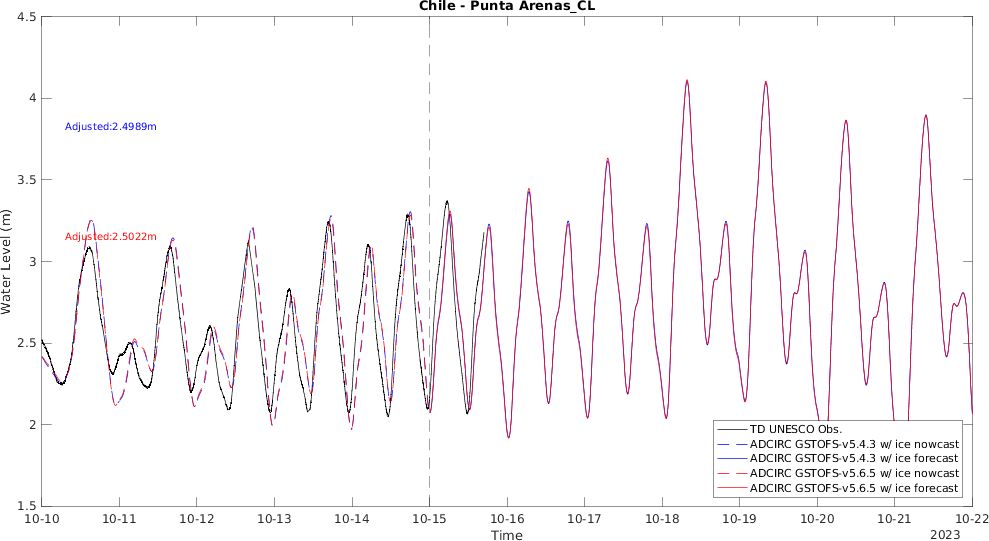 Chile - Punta Arenas_CL
4.5
4
3.5
3
2.5
2
1.5
Water Level (m)
Adjusted:2.4989m
Adjusted:2.5022m
TD UNESCO Obs.
ADCIRC GSTOFS-v5.4.3 w/ ice nowcast
ADCIRC GSTOFS-v5.4.3 w/ ice forecast
ADCIRC GSTOFS-v5.6.5 w/ ice nowcast
ADCIRC GSTOFS-v5.6.5 w/ ice forecast
10-10 10-11 10-12 10-13 10-14 10-15 10-16 10-17 10-18 10-19 10-20 10-21 10-22
Time
2023